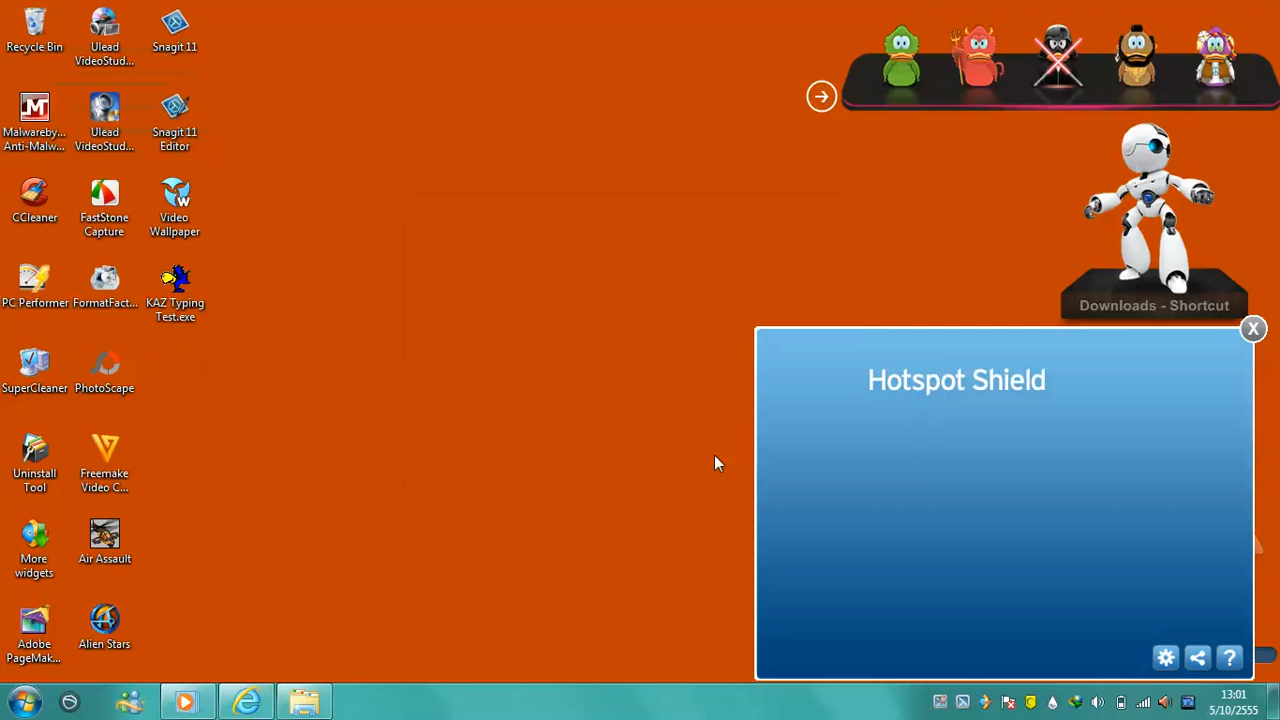 Recycle Bin
Ulead
VideoStud...
Snagit 11
Malwareby...
Anti-Malw...
Ulead
VideoStud...
Snagit 11
Editor
CCleaner
FastStone
Capture
Video
Wallpaper
PC Performer
FormatFact...
KAZ Typing
Test.exe
SuperCleaner
PhotoScape
Uninstall
Tool
Freemake
Video C...
More
widgets
Air Assault
Adobe
PageMak...
Alien Stars
Downloads - Shortcut
X
Hotspot Shield
?
13:01
5/10/2555